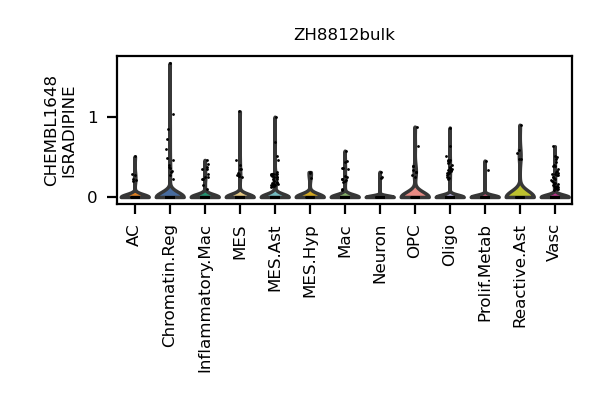 ZH8812bulk
CHEMBL1648
ISRADIPINE
1
0
AC
Chromatin.Reg
Inflammatory.Mac
MES
MES.Ast
MES.Hyp
Mac
Neuron
OPC
Oligo
Prolif.Metab
Reactive.Ast
Vasc